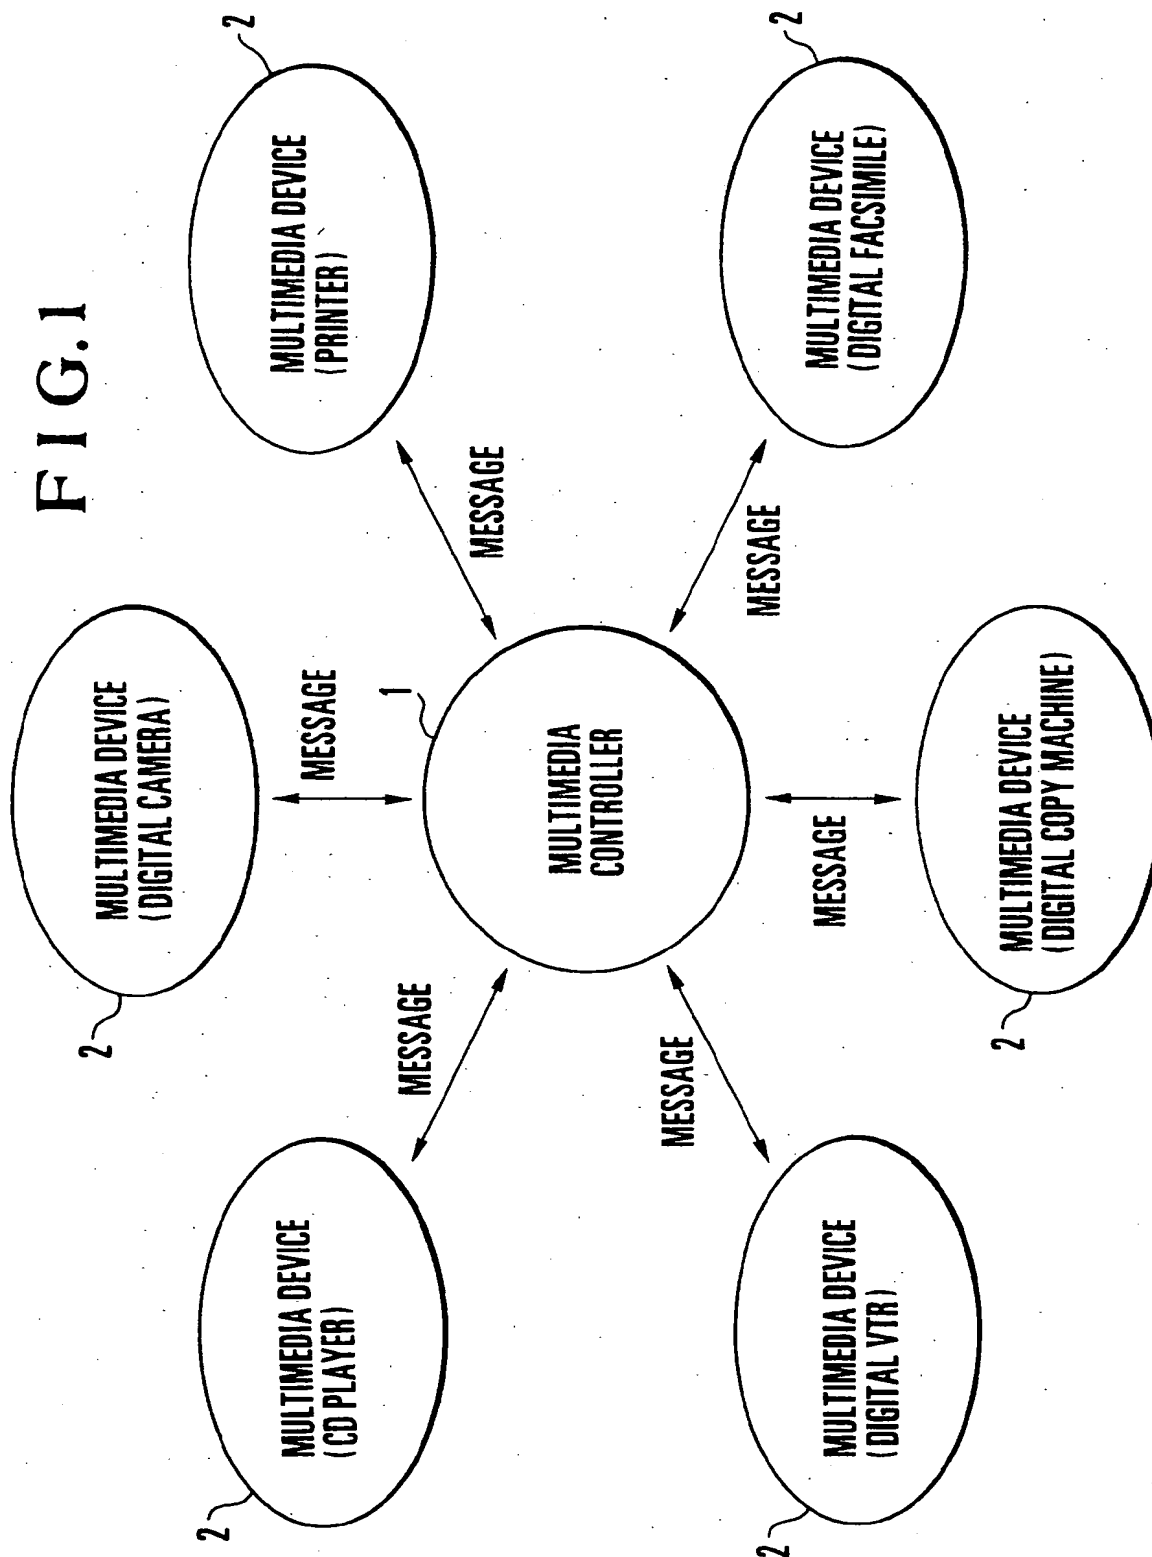 FIG.1
2
MULTIMEDIA DEVICE
(DIGITAL CAMERA)
2
MULTIMEDIA DEVICE
(CD PLAYER)
MULTIMEDIA DEVICE
(PRINTER)
2
MESSAGE
MESSAGE
MESSAGE
1
MULTIMEDIA
CONTROLLER
MESSAGE
MESSAGE
MESSAGE
2
MULTIMEDIA DEVICE
(DIGITAL VTR)
MULTIMEDIA DEVICE
(DIGITAL FACSIMILE)
2
2
MULTIMEDIA DEVICE
(DIGITAL COPY MACHINE)